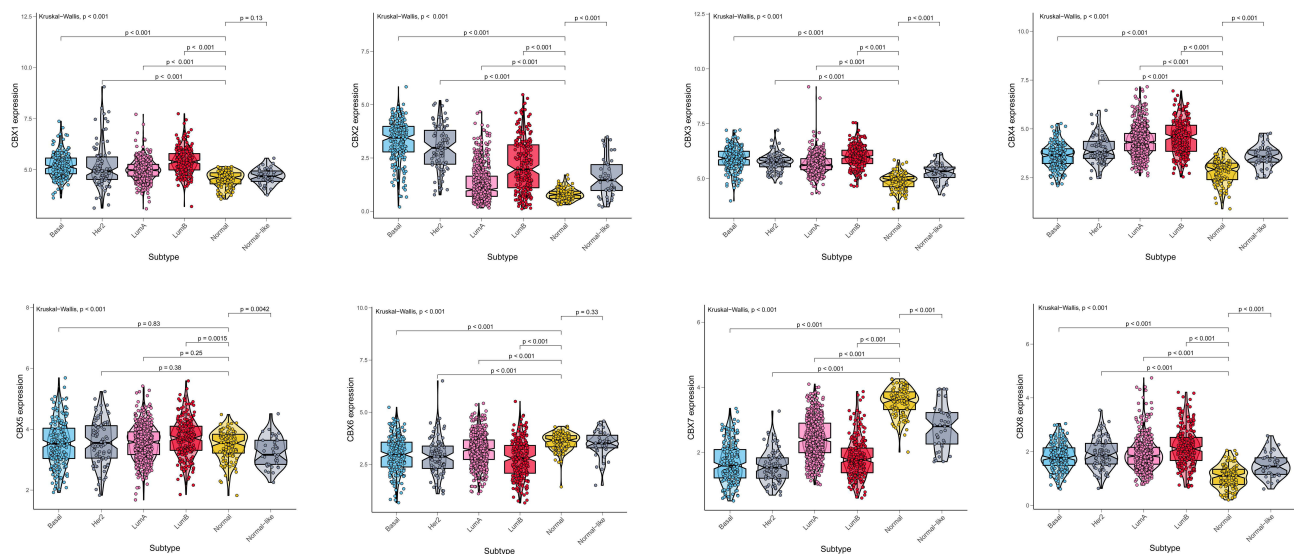 Kruskal−Wallis, p < 0.001
p = 0.13
p < 0.001
p < 0.001
p < 0.001
p < 0.001
12.5
10.0
7.5
5.0
CBX1 expression
Basal
Her2
LumA
LumB
Normal
Normal−like
Subtype
Kruskal−Wallis, p < 0.001
p < 0.001
p < 0.001
p < 0.001
p < 0.001
p < 0.001
7.5
5.0
2.5
0.0
CBX2 expression
Basal
Her2
LumA
LumB
Normal
Normal−like
Subtype
Kruskal−Wallis, p < 0.001
p < 0.001
p < 0.001
p < 0.001
p < 0.001
p < 0.001
12.5
10.0
7.5
5.0
CBX3 expression
Basal
Her2
LumA
LumB
Normal
Normal−like
Subtype
Kruskal−Wallis, p < 0.001
p < 0.001
p < 0.001
p < 0.001
p < 0.001
p < 0.001
10.0
7.5
5.0
2.5
CBX4 expression
Basal
Her2
LumA
LumB
Normal
Normal−like
Subtype
Kruskal−Wallis, p < 0.001
p = 0.0042
p = 0.83
p = 0.0015
p = 0.25
p = 0.38
8
6
4
2
CBX5 expression
Basal
Her2
LumA
LumB
Normal
Normal−like
Subtype
Kruskal−Wallis, p < 0.001
p = 0.33
p < 0.001
p < 0.001
p < 0.001
p < 0.001
10.0
7.5
5.0
2.5
CBX6 expression
Basal
Her2
LumA
LumB
Normal
Normal−like
Subtype
Kruskal−Wallis, p < 0.001
p < 0.001
p < 0.001
p < 0.001
p < 0.001
p < 0.001
6
4
2
CBX7 expression
Basal
Her2
LumA
LumB
Normal
Normal−like
Subtype
Kruskal−Wallis, p < 0.001
p < 0.001
p < 0.001
p < 0.001
p < 0.001
p < 0.001
6
4
2
0
CBX8 expression
Basal
Her2
LumA
LumB
Normal
Normal−like
Subtype